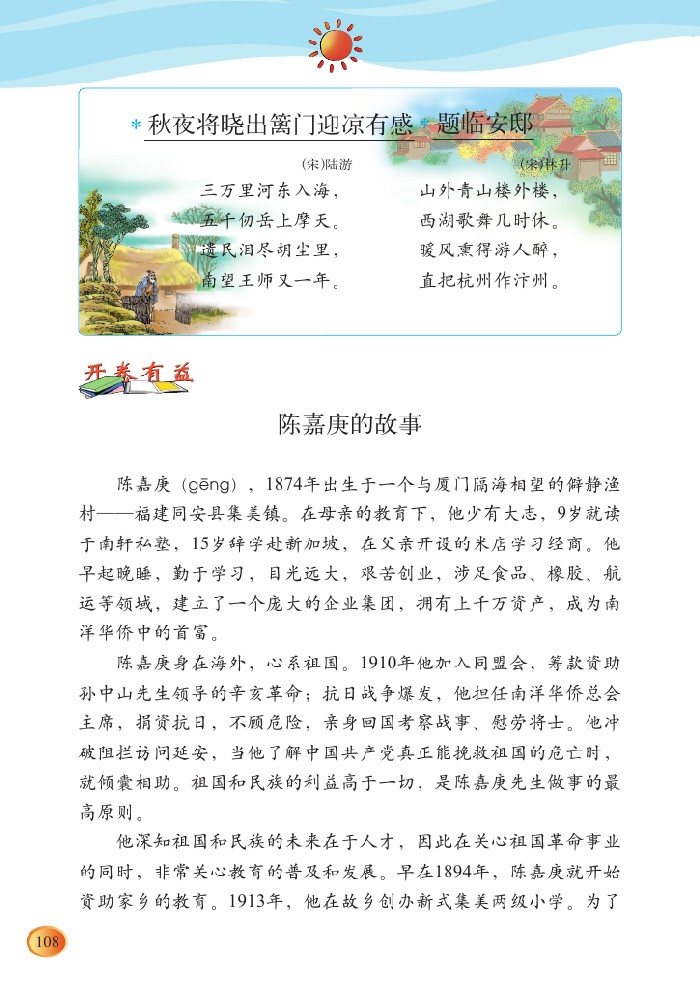 *秋夜将晓出篱门迎凉有感
(宋)陆游
三万里河东入海，
五千仞岳上摩天。
遗民泪尽胡尘里，
南望王师又一年。
*题临安邸
(宋)林升
山外青山楼外楼，
西湖歌舞几时休。
暖风熏得游人醉，
直把杭州作汴州。
开卷有益
陈嘉庚的故事
陈嘉庚（gēng），1874年出生于一个与厦门隔海相望的僻静渔
村——福建同安县集美镇。在母亲的教育下，他少有大志，9岁就读
于南轩私塾，15岁辞学赴新加坡，在父亲开设的米店学习经商。他
早起晚睡，勤于学习，目光远大，艰苦创业，涉足食品、橡胶、航
运等领域，建立了一个庞大的企业集团，拥有上千万资产，成为南
洋华侨中的首富。
陈嘉庚身在海外，心系祖国。1910年他加入同盟会，筹款资助
孙中山先生领导的辛亥革命；抗日战争爆发，他担任南洋华侨总会
主席，捐资抗日，不顾危险，亲身回国考察战事、慰劳将士。他冲
破阻拦访问延安，当他了解中国共产党真正能挽救祖国的危亡时，
就倾囊相助。祖国和民族的利益高于一切，是陈嘉庚先生做事的最
高原则。
他深知祖国和民族的未来在于人才，因此在关心祖国革命事业
的同时，非常关心教育的普及和发展。早在1894年，陈嘉庚就开始
资助家乡的教育。1913年，他在故乡创办新式集美两级小学。为了
108